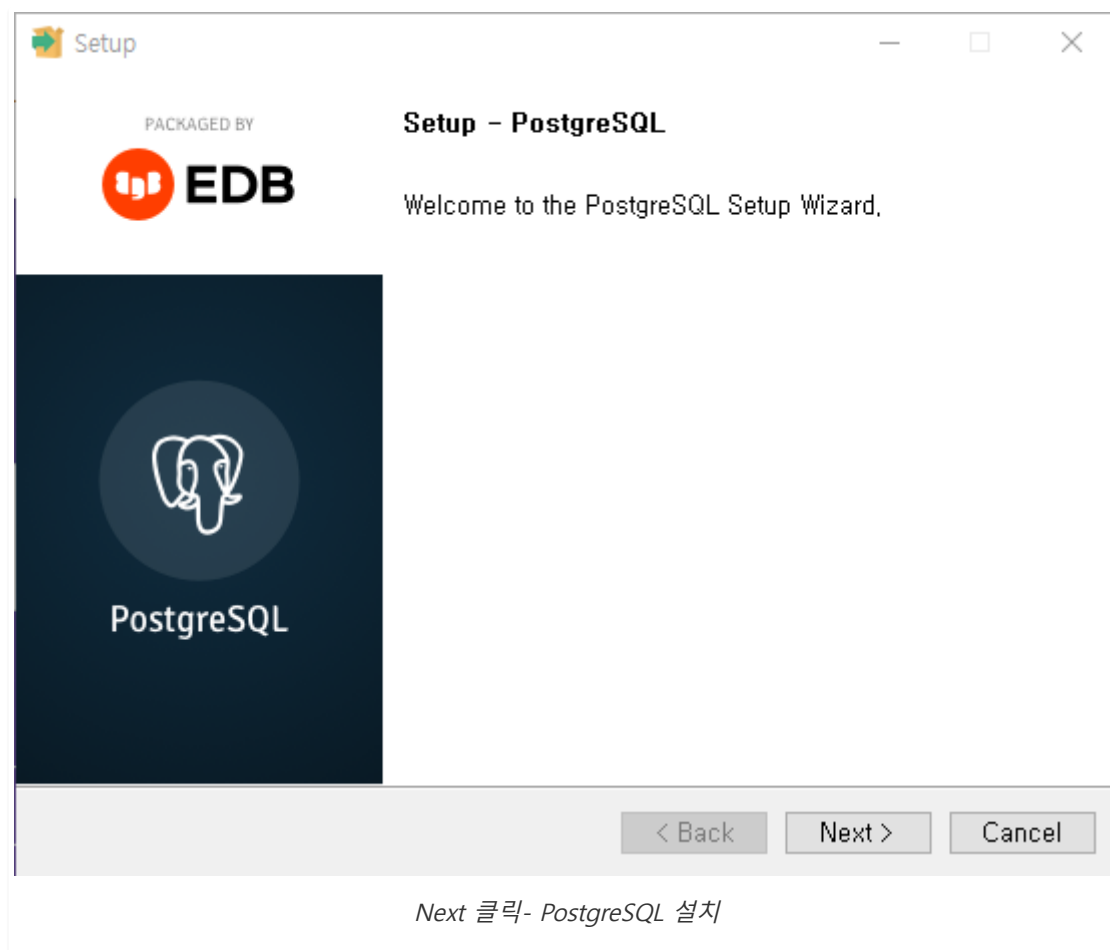 Setup
PACKAGED BY
EDB
Setup - PostgreSQL
Welcome to the PostgreSQL Setup Wizard.
PostgreSQL
< Back
Next >
Cancel
Next 클릭- PostgreSQL 설치